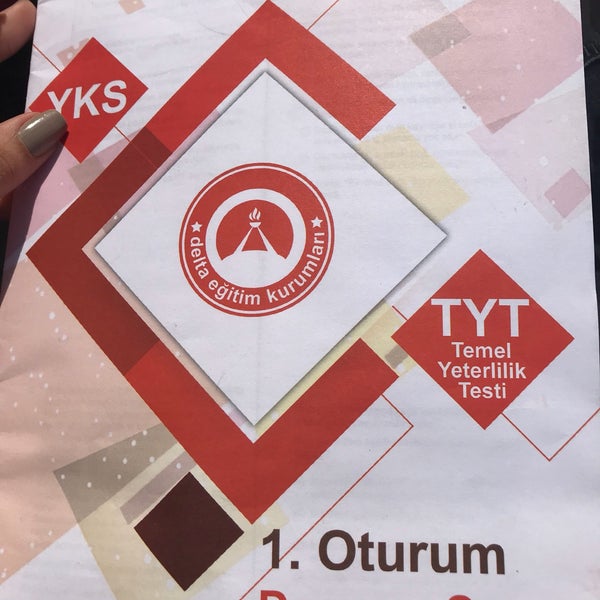 YKS
delta eğitim kurumları
TYT
Temel
Yeterlilik
Testi
1. Oturum